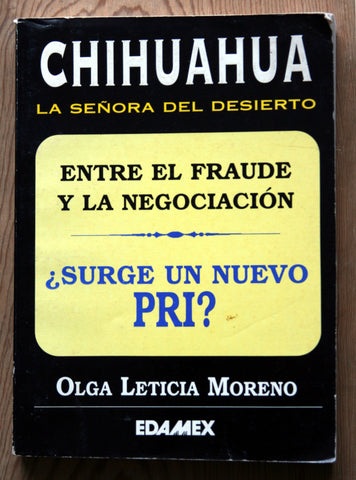 CHIHUAHUA
LA SEÑORA DEL DESIERTO
ENTRE EL FRAUDE
Y LA NEGOCIACIÓN
¿SURGE UN NUEVO
PRI?
OLGA LETICIA MORENO
EDAMEX